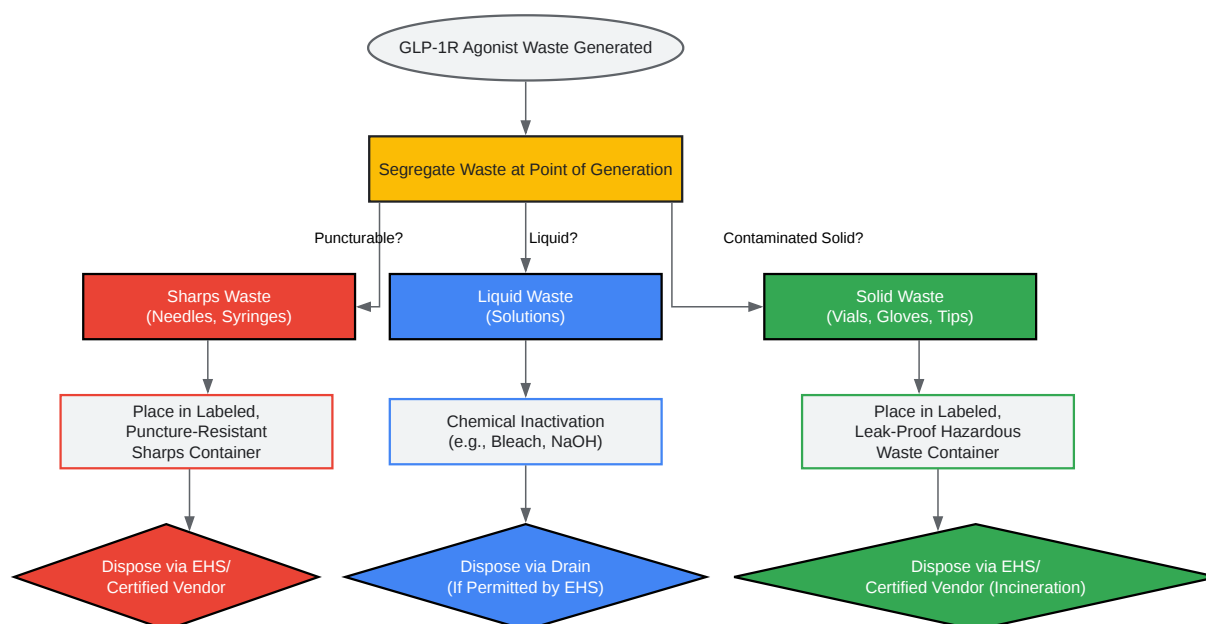 GLP-1R Agonist Waste Generated
Segregate Waste at Point of Generation
Puncturable?
Liquid?
Contaminated Solid?
Sharps Waste
(Needles, Syringes)
Liquid Waste
(Solutions)
Solid Waste
(Vials, Gloves, Tips)
Place in Labeled,
Puncture-Resistant
Sharps Container
Chemical Inactivation
(e.g., Bleach, NaOH)
Place in Labeled,
Leak-Proof Hazardous
Waste Container
Dispose via EHS/
Certified Vendor
Dispose via Drain
(If Permitted by EHS)
Dispose via EHS/
Certified Vendor (Incineration)